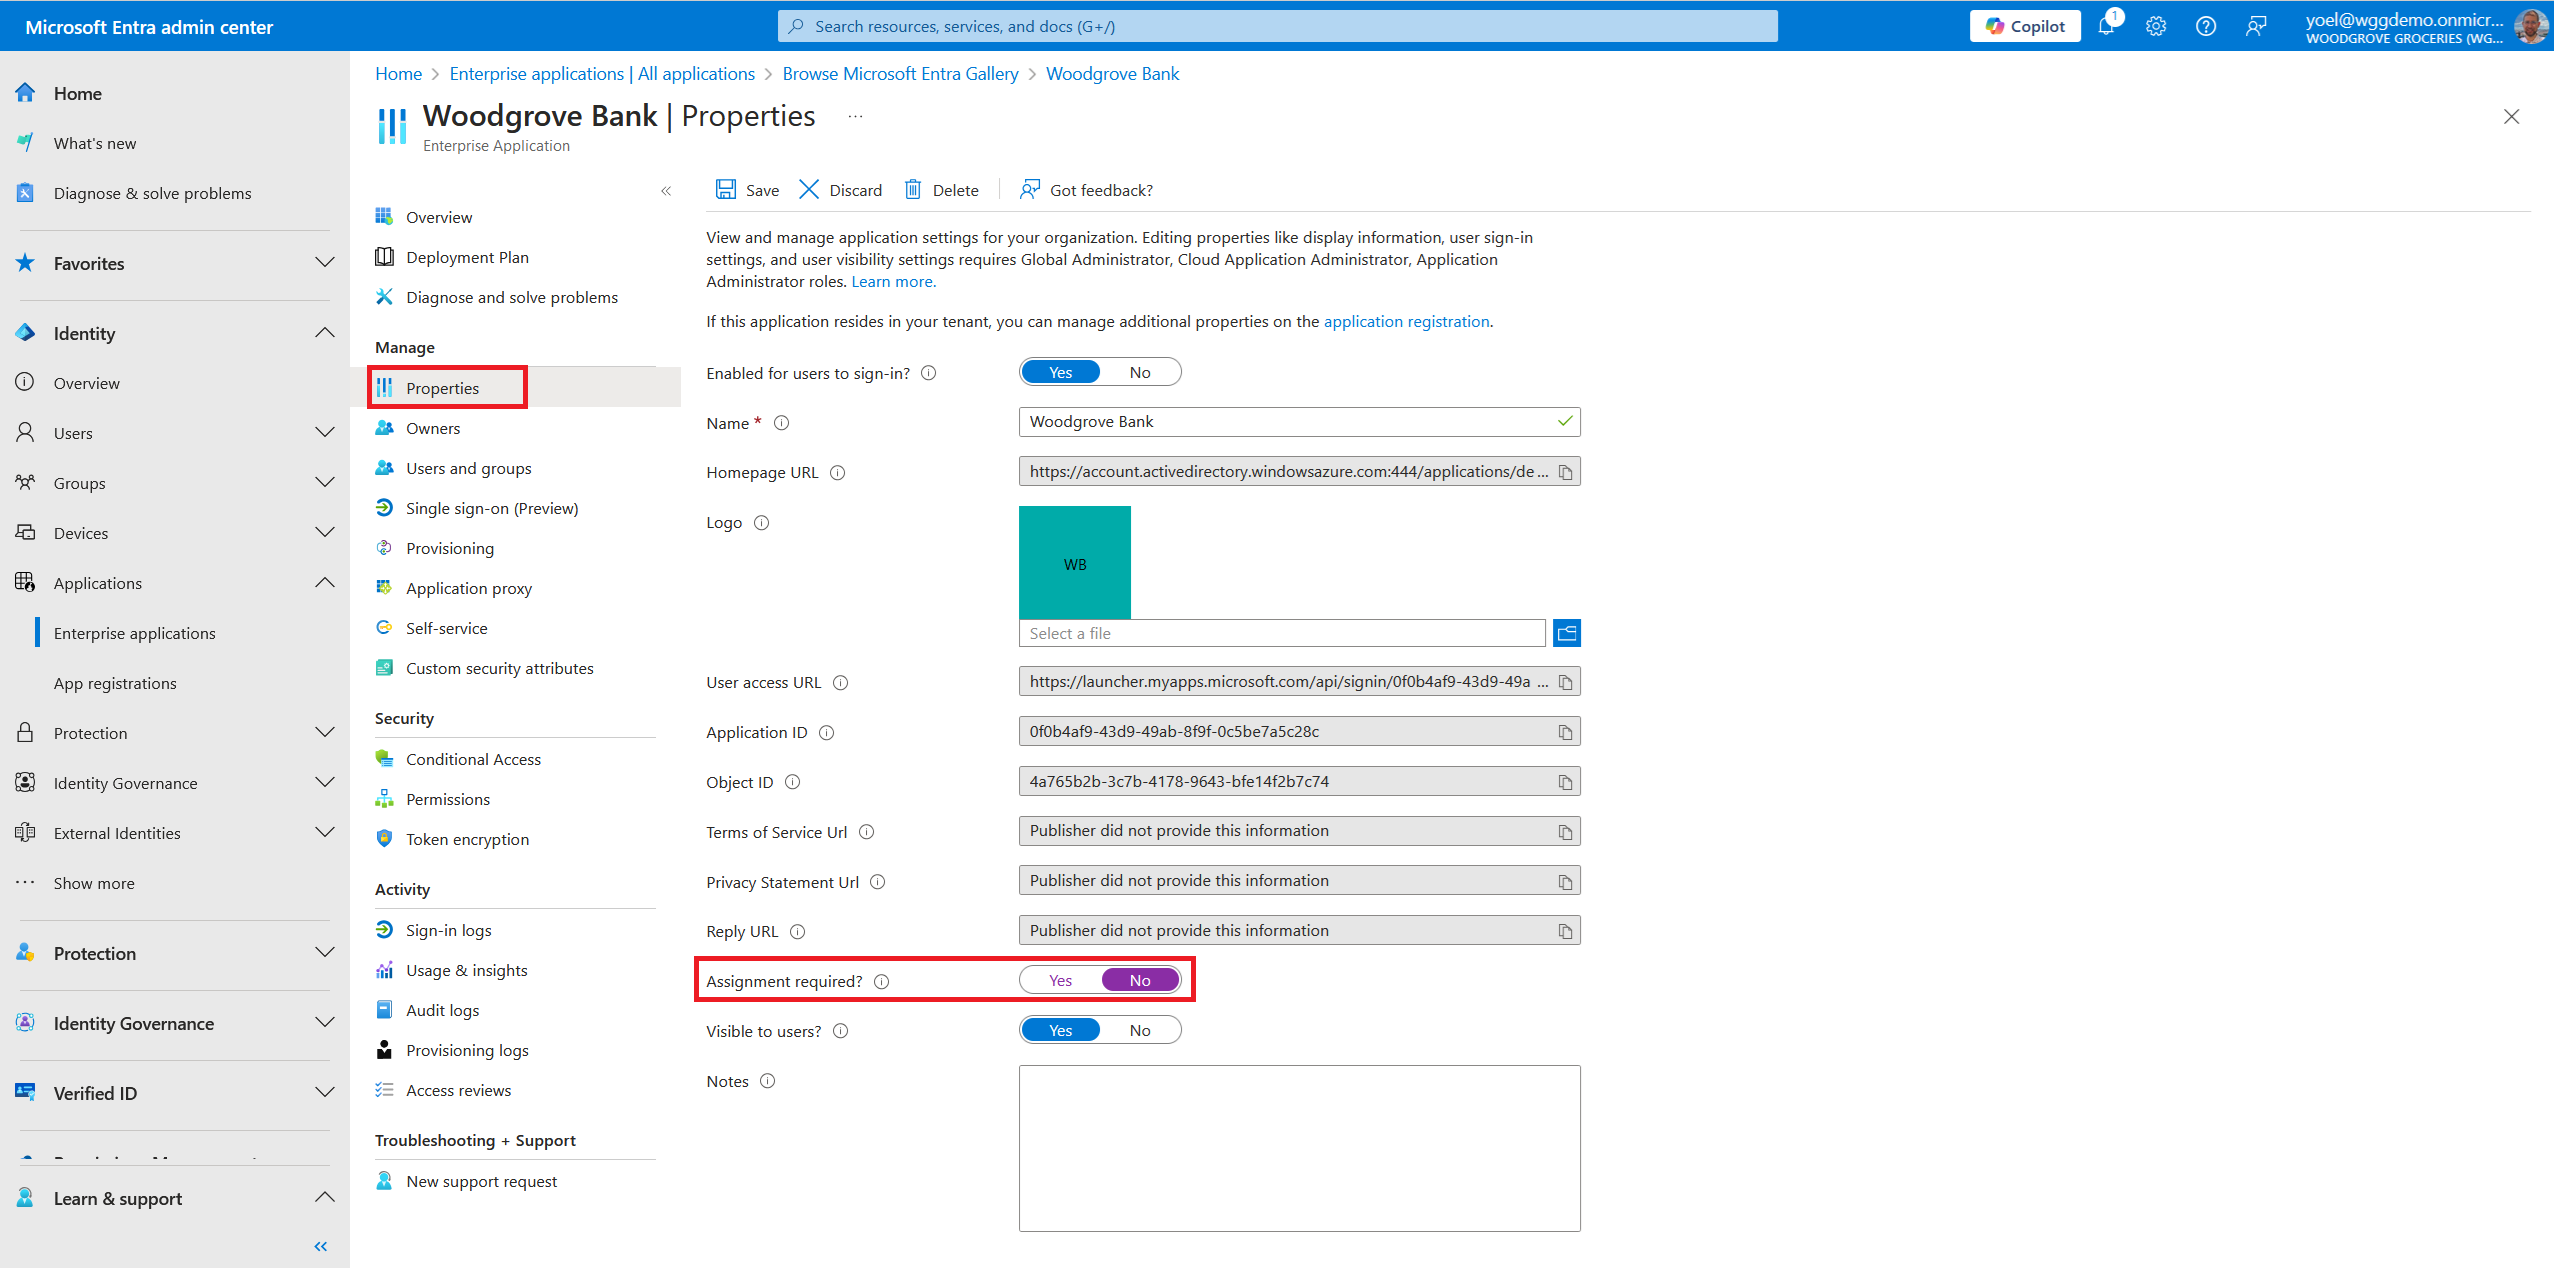 Microsoft Entra admin center
Search resources, services, and docs (G+/)
Copilot
1
yoel@wggdemo.onmicr...
WOODGROVE GROCERIES (WG...
Home
What's new
Diagnose & solve problems
Favorites
Identity
Overview
Users
Groups
Devices
Applications
Enterprise applications
App registrations
Protection
Identity Governance
External Identities
Show more
Protection
Identity Governance
Verified ID
Learn & support
Home > Enterprise applications | All applications > Browse Microsoft Entra Gallery > Woodgrove Bank
Woodgrove Bank | Properties ...
Enterprise Application
Overview
Deployment Plan
Diagnose and solve problems
Manage
Properties
Owners
Users and groups
Single sign-on (Preview)
Provisioning
Application proxy
Self-service
Custom security attributes
Security
Conditional Access
Permissions
Token encryption
Activity
Sign-in logs
Usage & insights
Audit logs
Provisioning logs
Access reviews
Troubleshooting + Support
New support request
Save Discard Delete Got feedback?
View and manage application settings for your organization. Editing properties like display information, user sign-in
settings, and user visibility settings requires Global Administrator, Cloud Application Administrator, Application
Administrator roles. Learn more.
If this application resides in your tenant, you can manage additional properties on the application registration.
Enabled for users to sign-in? Yes No
Name * Woodgrove Bank
Homepage URL https://account.activedirectory.windowsazure.com:444/applications/de ...
Logo
WB
Select a file
User access URL https://launcher.myapps.microsoft.com/api/signin/0f0b4af9-43d9-49a ...
Application ID 0f0b4af9-43d9-49ab-8f9f-0c5be7a5c28c
Object ID 4a765b2b-3c7b-4178-9643-bfe14f2b7c74
Terms of Service Url Publisher did not provide this information
Privacy Statement Url Publisher did not provide this information
Reply URL Publisher did not provide this information
Assignment required? Yes No
Visible to users? Yes No
Notes